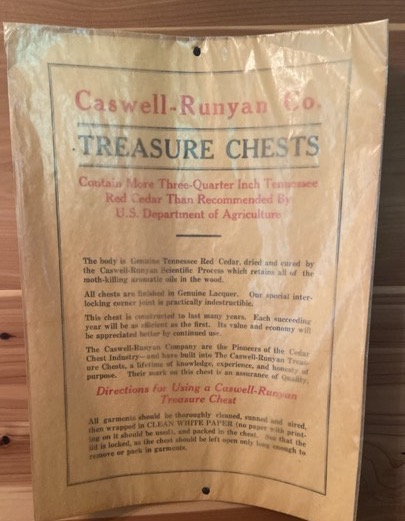 Caswell-Runyan Co.
TREASURE CHESTS
Contain More Three-Quarter Inch Tennessee
Red Cedar Than Recommended By
U.S. Department of Agriculture
The body is Genuine Tennessee Red Cedar, dried and cured by
the Caswell-Runyan Scientific Process which retains all of the
moth-killing aromatic oils in the wood.
All chests are finished in Genuine Lacquer. Our special inter-
locking corner joint is practically indestructible.
This chest is constructed to last many years. Each succeeding
year will be as efficient as the first. Its value and economy will
be appreciated better by continued use.
The Caswell-Runyan Company are the Pioneers of the Cedar
Chest Industry—and have built into The Caswell-Runyan Treas-
ure Chests, a lifetime of knowledge, experience, and honesty of
purpose. Their mark on this chest is an assurance of Quality.
Directions for Using a Caswell-Runyan
Treasure Chest
All garments should be thoroughly cleaned, sunned and aired,
then wrapped in CLEAN WHITE PAPER (no paper with print-
ing on it should be used), and packed in the chest. See that the
lid is locked, as the chest should be left open only long enough to
remove or pack in garments.